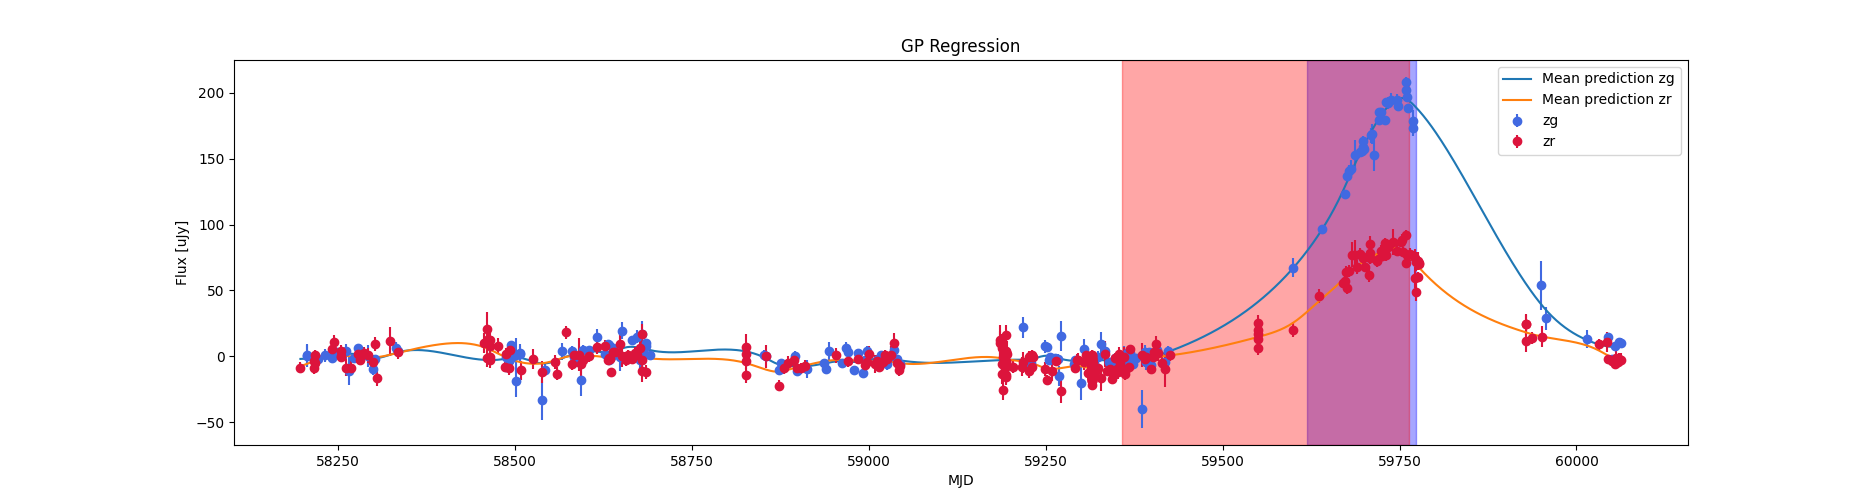 GP Regression
Flux [uJy]
200
150
100
50
0
−50
58250
58500
58750
59000
59250
59500
59750
60000
MJD
Mean prediction zg
Mean prediction zr
zg
zr